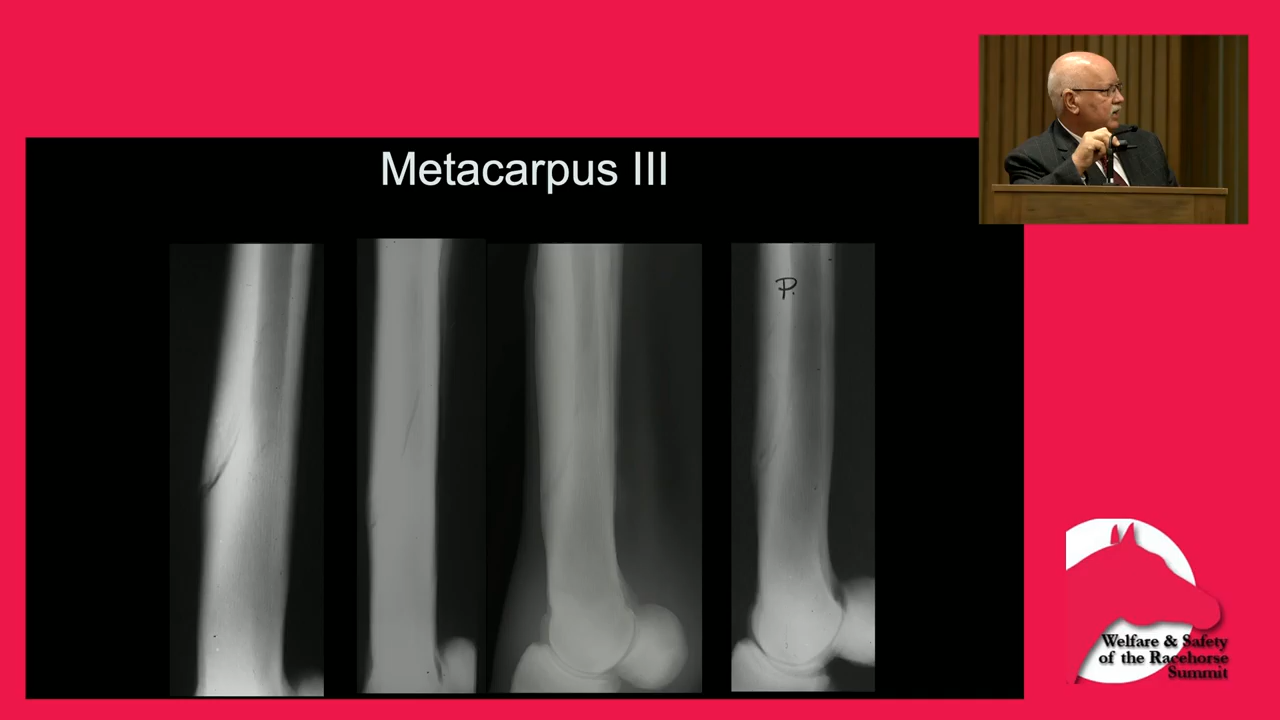 Metacarpus III
P.
Welfare & Safety
of the Racehorse
Summit